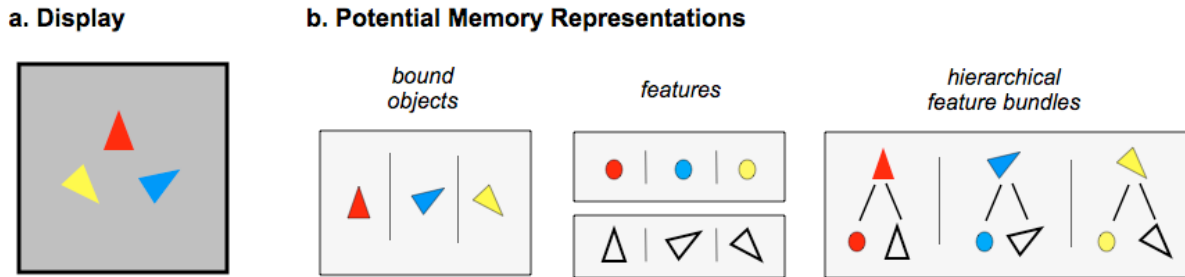 a. Display
b. Potential Memory Representations
bound
objects
features
hierarchical
feature bundles